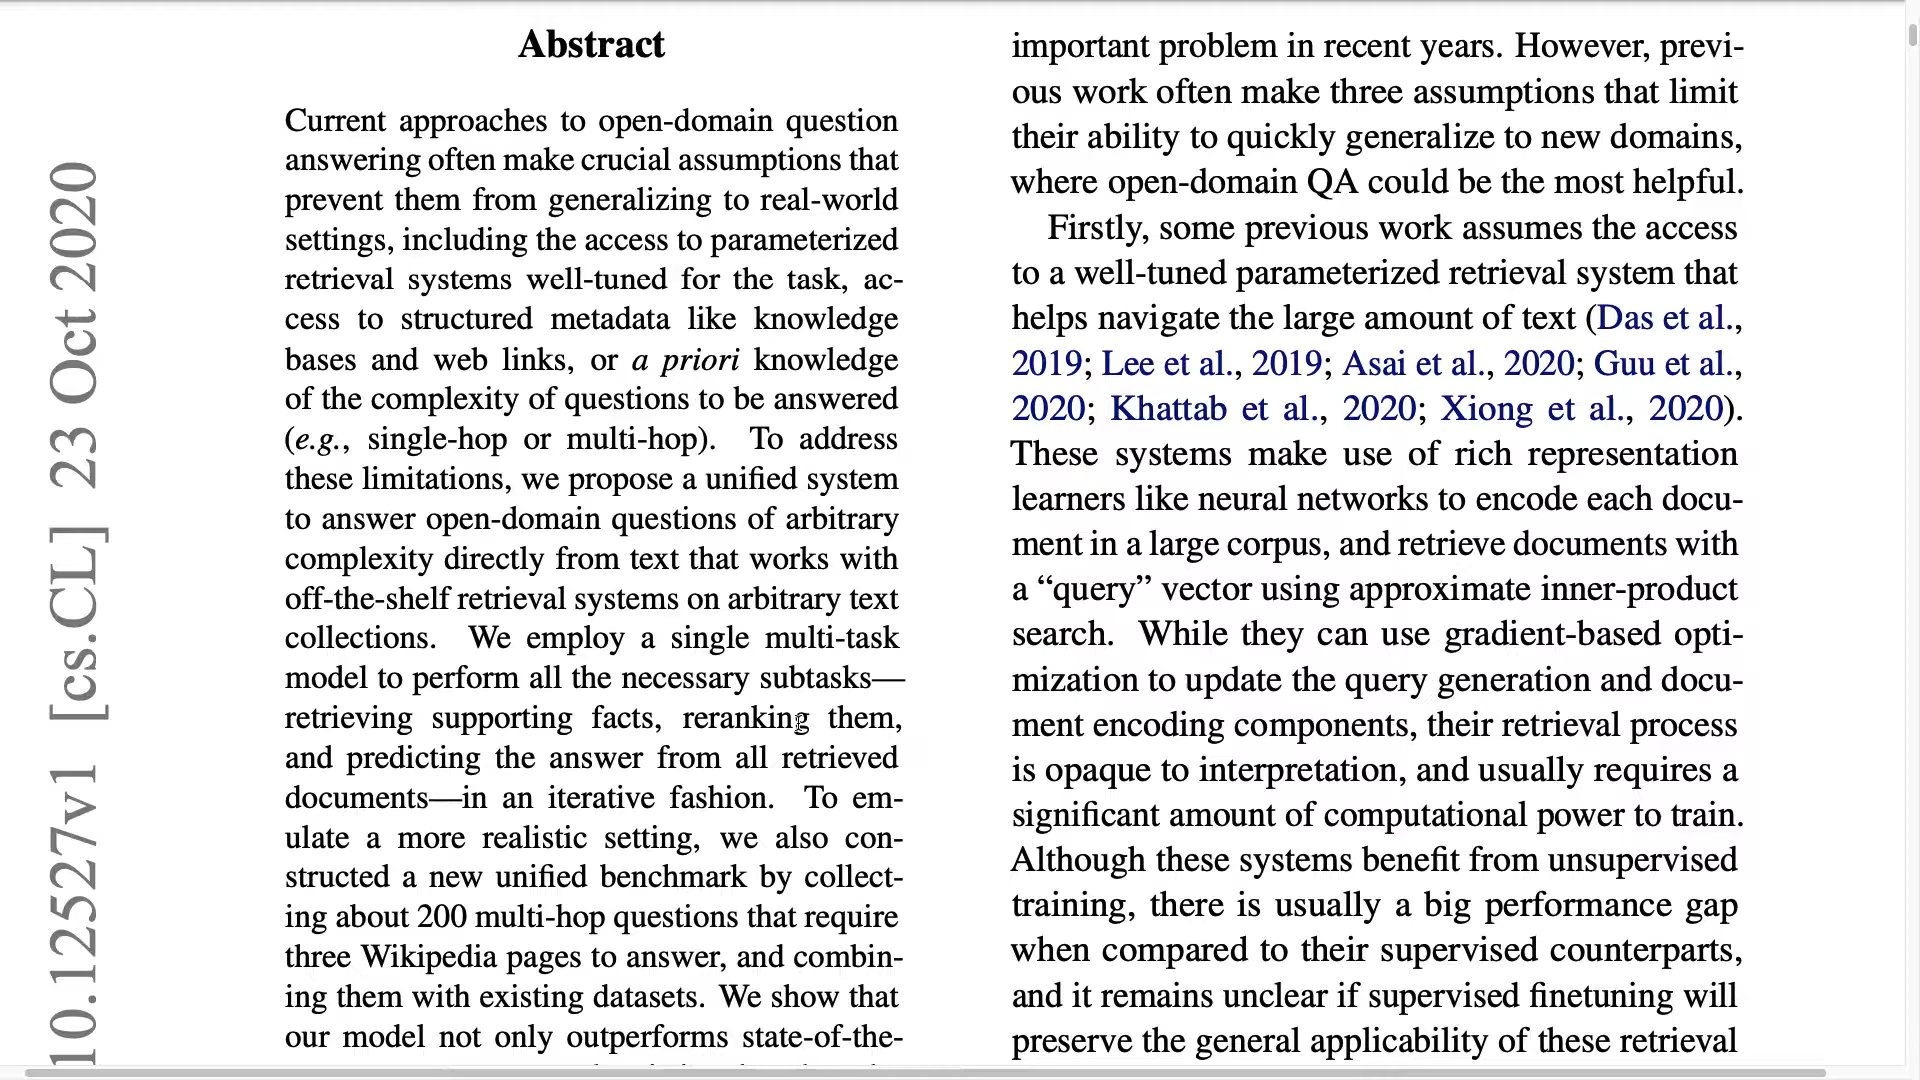 10.12527v1 [cs.CL] 23 Oct 2020
Abstract
Current approaches to open-domain question
answering often make crucial assumptions that
prevent them from generalizing to real-world
settings, including the access to parameterized
retrieval systems well-tuned for the task, ac-
cess to structured metadata like knowledge
bases and web links, or a priori knowledge
of the complexity of questions to be answered
(e.g., single-hop or multi-hop). To address
these limitations, we propose a unified system
to answer open-domain questions of arbitrary
complexity directly from text that works with
off-the-shelf retrieval systems on arbitrary text
collections. We employ a single multi-task
model to perform all the necessary subtasks—
retrieving supporting facts, reranking them,
and predicting the answer from all retrieved
documents—in an iterative fashion. To em-
ulate a more realistic setting, we also con-
structed a new unified benchmark by collect-
ing about 200 multi-hop questions that require
three Wikipedia pages to answer, and combin-
ing them with existing datasets. We show that
our model not only outperforms state-of-the-
important problem in recent years. However, previ-
ous work often make three assumptions that limit
their ability to quickly generalize to new domains,
where open-domain QA could be the most helpful.
Firstly, some previous work assumes the access
to a well-tuned parameterized retrieval system that
helps navigate the large amount of text (Das et al.,
2019; Lee et al., 2019; Asai et al., 2020; Guu et al.,
2020; Khattab et al., 2020; Xiong et al., 2020).
These systems make use of rich representation
learners like neural networks to encode each docu-
ment in a large corpus, and retrieve documents with
a “query” vector using approximate inner-product
search. While they can use gradient-based opti-
mization to update the query generation and docu-
ment encoding components, their retrieval process
is opaque to interpretation, and usually requires a
significant amount of computational power to train.
Although these systems benefit from unsupervised
training, there is usually a big performance gap
when compared to their supervised counterparts,
and it remains unclear if supervised finetuning will
preserve the general applicability of these retrieval